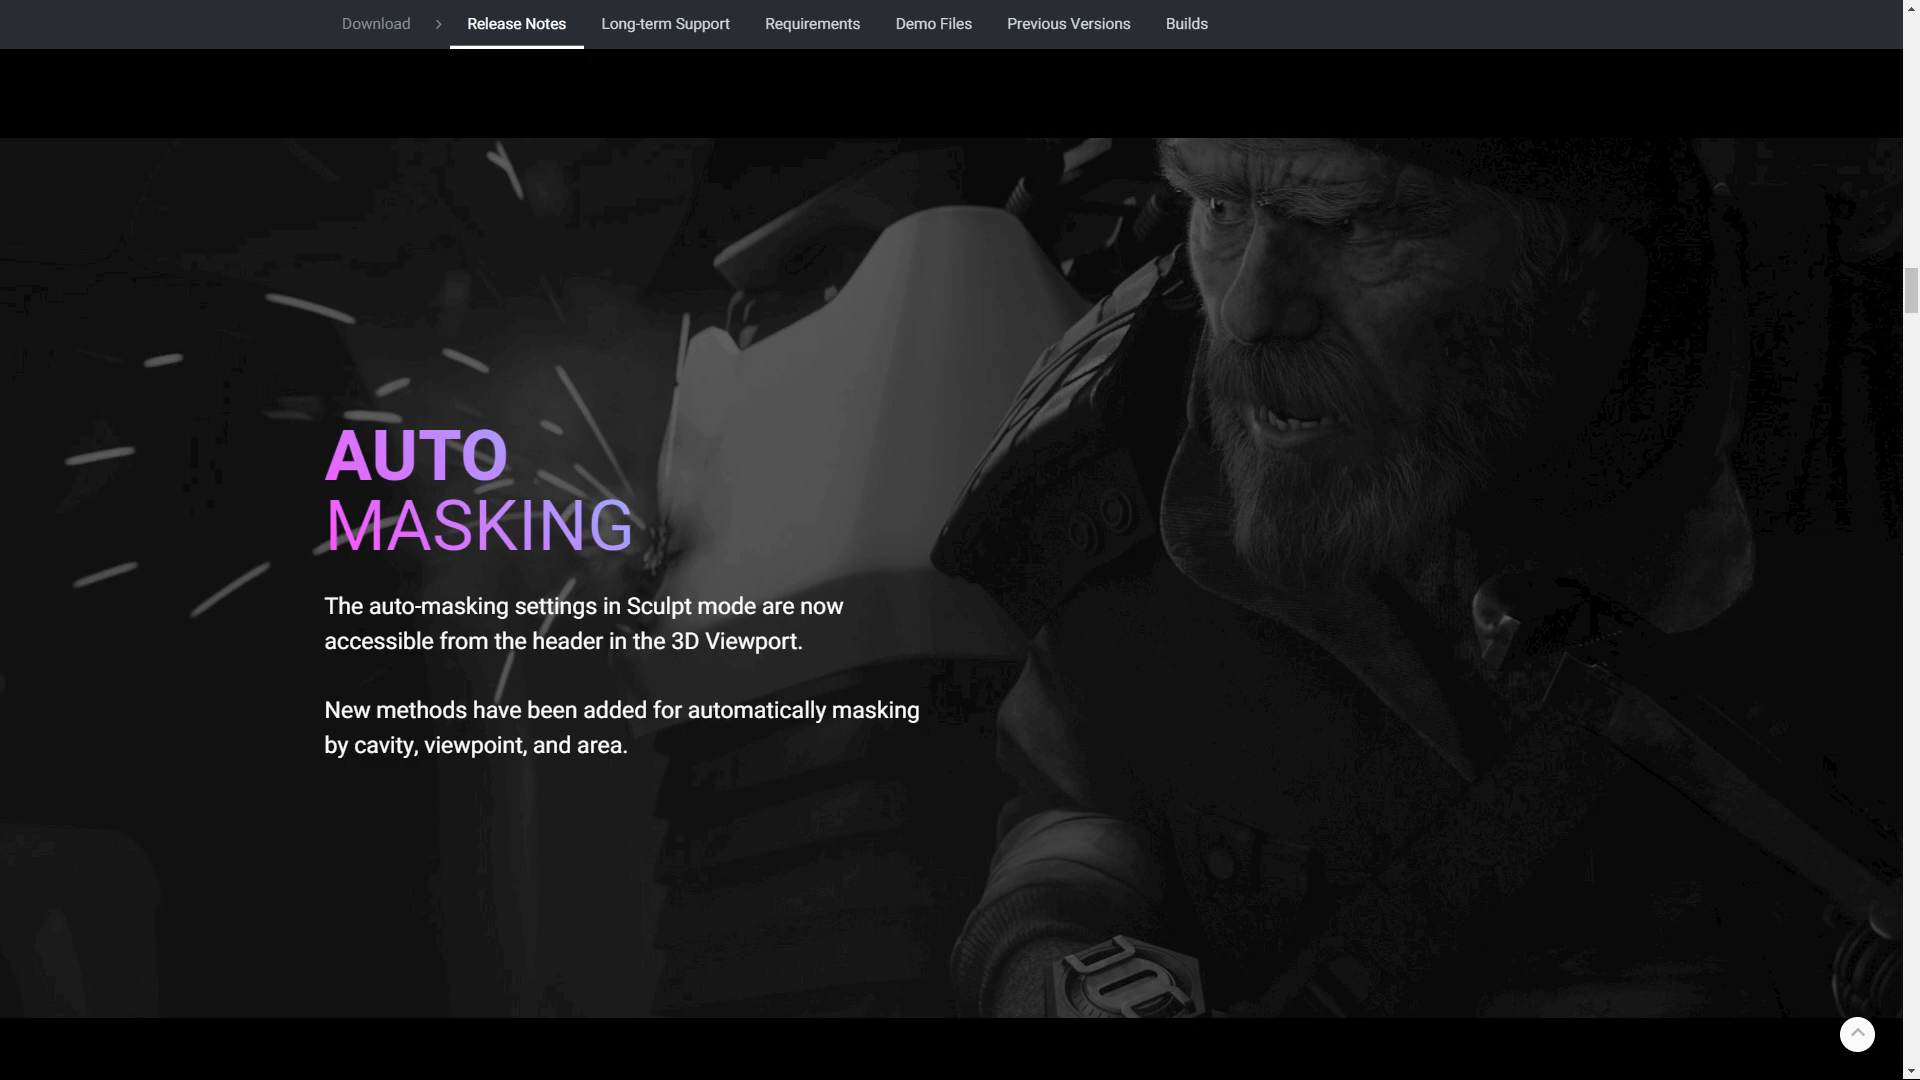 Download > Release Notes Long-term Support Requirements Demo Files Previous Versions Builds
AUTO
MASKING
The auto-masking settings in Sculpt mode are now
accessible from the header in the 3D Viewport.
New methods have been added for automatically masking
by cavity, viewpoint, and area.